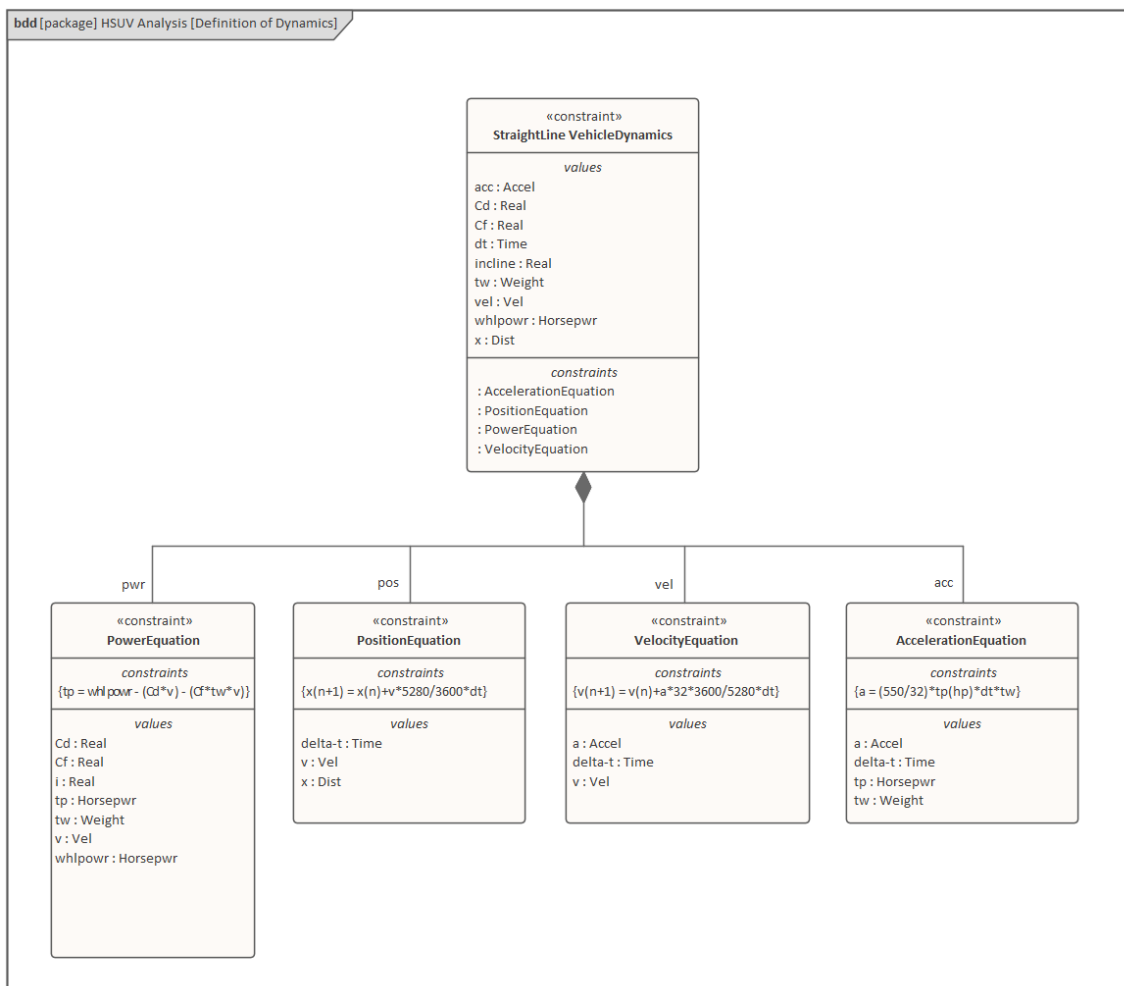 bdd [package] HSUV Analysis [Definition of Dynamics]
«constraint»
StraightLine VehicleDynamics
values
acc : Accel
Cd : Real
Cf : Real
dt : Time
incline : Real
tw : Weight
vel : Vel
whlpowr : Horsepwr
x : Dist
constraints
: AccelerationEquation
: PositionEquation
: PowerEquation
: VelocityEquation
pwr
pos
vel
acc
«constraint»
PowerEquation
constraints
{tp = whlpowr - (Cd*v) - (Cf*tw*v)}
values
Cd : Real
Cf : Real
i : Real
tp : Horsepwr
tw : Weight
v : Vel
whlpowr : Horsepwr
«constraint»
PositionEquation
constraints
{x(n+1) = x(n)+v*5280/3600*dt}
values
delta-t : Time
v : Vel
x : Dist
«constraint»
VelocityEquation
constraints
{v(n+1) = v(n)+a*32*3600/5280*dt}
values
a : Accel
delta-t : Time
v : Vel
«constraint»
AccelerationEquation
constraints
{a = (550/32)*tp(hp)*dt*tw}
values
a : Accel
delta-t : Time
tp : Horsepwr
tw : Weight